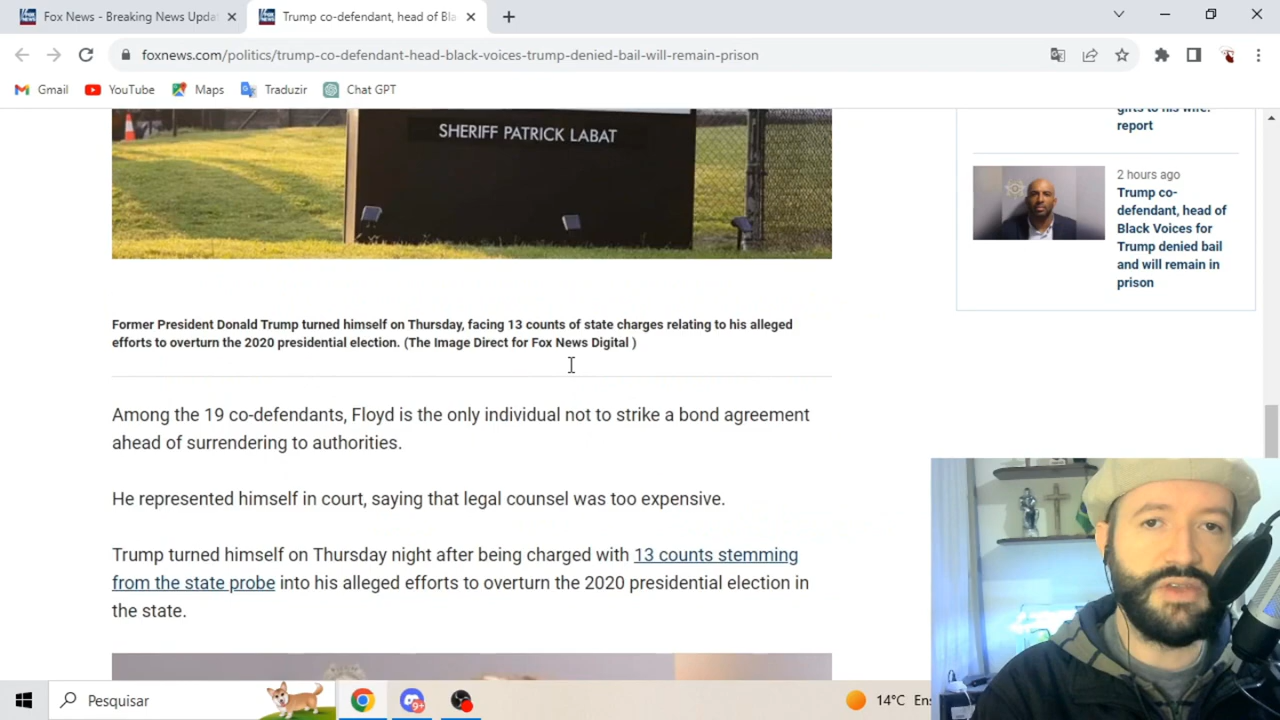 Fox News - Breaking News Upda
Trump co-defendant, head of Bla
foxnews.com/politics/trump-co-defendant-head-black-voices-trump-denied-bail-will-remain-prison
Gmail
YouTube
Maps
Traduzir
Chat GPT
SHERIFF PATRICK LABAT
Former President Donald Trump turned himself on Thursday, facing 13 counts of state charges relating to his alleged
efforts to overturn the 2020 presidential election. (The Image Direct for Fox News Digital )
Among the 19 co-defendants, Floyd is the only individual not to strike a bond agreement
ahead of surrendering to authorities.
He represented himself in court, saying that legal counsel was too expensive.
Trump turned himself on Thursday night after being charged with 13 counts stemming
from the state probe into his alleged efforts to overturn the 2020 presidential election in
the state.
gifts to his wife:
report
2 hours ago
Trump co-
defendant, head of
Black Voices for
Trump denied bail
and will remain in
prison
Pesquisar
9+
14°C Ens